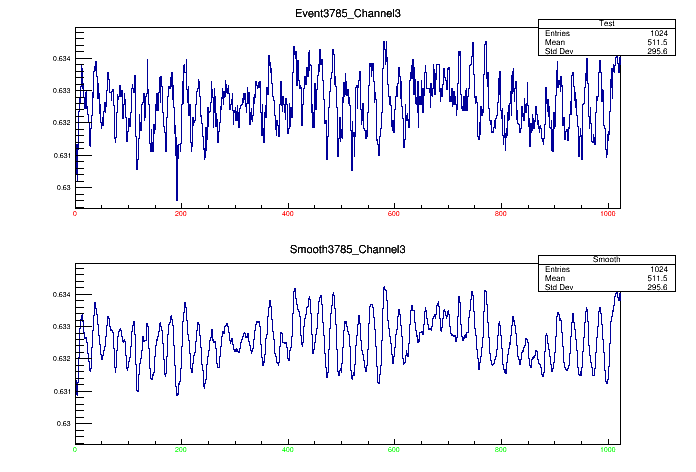 Event3785_Channel3
Test
Entries 1024
Mean 511.5
Std Dev 295.6
0.634
0.633
0.632
0.631
0.63
0 200 400 600 800 1000
Smooth3785_Channel3
Smooth
Entries 1024
Mean 511.5
Std Dev 295.6
0.634
0.633
0.632
0.631
0.63
0 200 400 600 800 1000